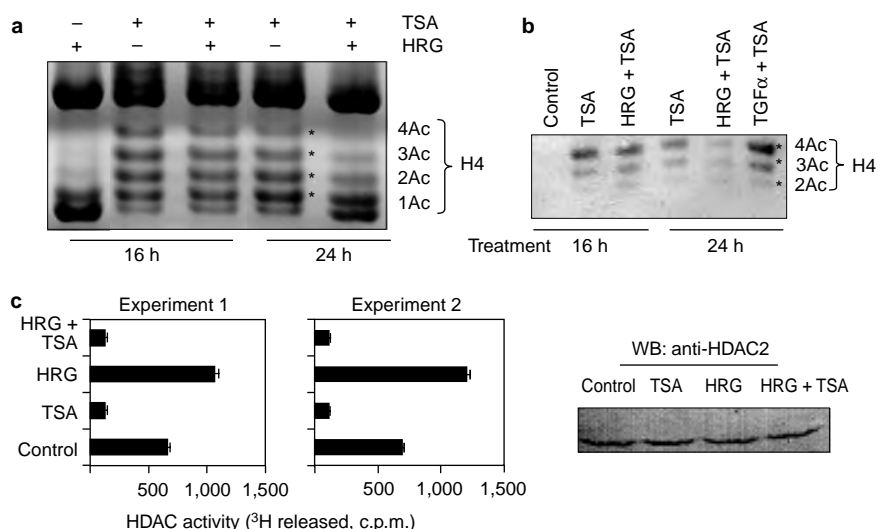 a
– + + + + TSA
+ – + – + HRG
4Ac
3Ac
2Ac
1Ac
H4
*
*
*
*
16 h 24 h
b
Control
TSA
HRG + TSA
TSA
HRG + TSA
TGFα + TSA
4Ac
3Ac
2Ac
H4
*
*
*
Treatment 16 h 24 h
c
Experiment 1 Experiment 2
HRG +
TSA
HRG
TSA
Control
500 1,000 1,500 500 1,000 1,500
HDAC activity (³H released, c.p.m.)
WB: anti-HDAC2
Control TSA HRG HRG + TSA